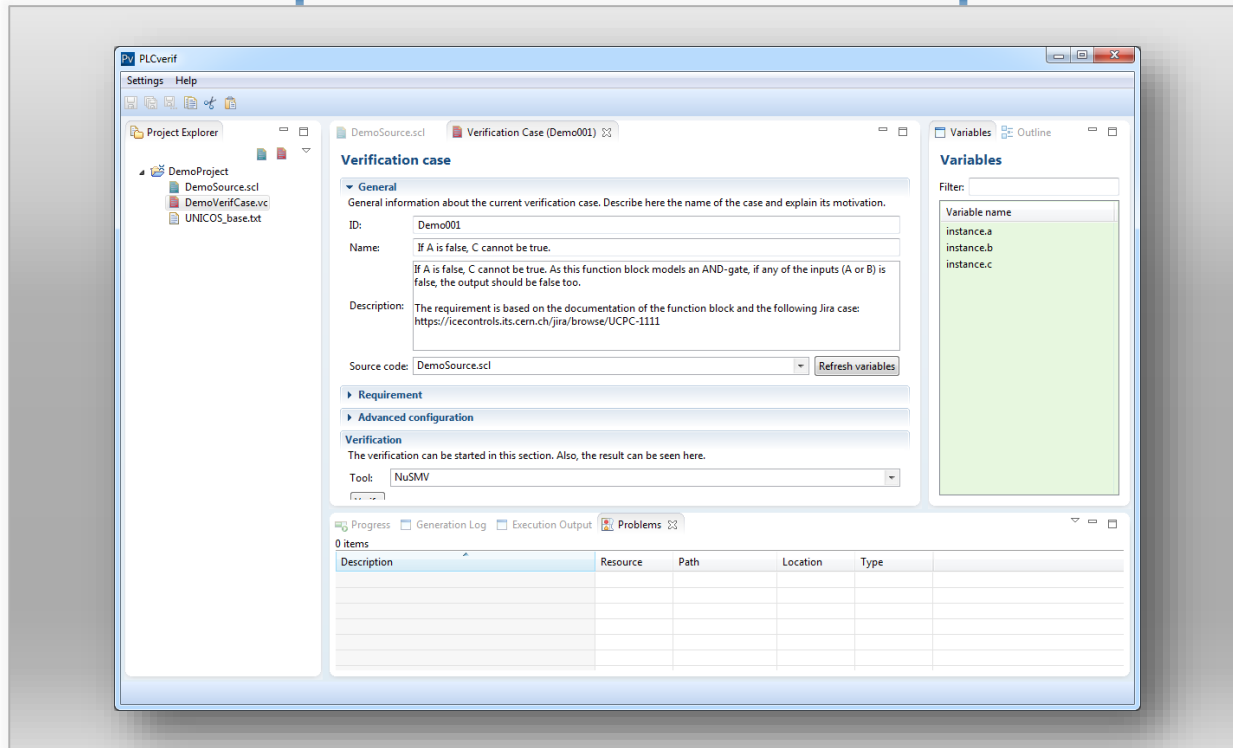 Pv PLCverif
Settings Help
Project Explorer
DemoProject
DemoSource.scl
DemoVerifCase.vc
UNICOS_base.txt
DemoSource.scl Verification Case (Demo001)
Verification case
General
General information about the current verification case. Describe here the name of the case and explain its motivation.
ID: Demo001
Name: If A is false, C cannot be true.
Description:
If A is false, C cannot be true. As this function block models an AND-gate, if any of the inputs (A or B) is
false, the output should be false too.
The requirement is based on the documentation of the function block and the following Jira case:
https://icecontrols.its.cern.ch/jira/browse/UCPC-1111
Source code: DemoSource.scl Refresh variables
Requirement
Advanced configuration
Verification
The verification can be started in this section. Also, the result can be seen here.
Tool: NuSMV
Variables Outline
Variables
Filter:
Variable name
instance.a
instance.b
instance.c
Progress Generation Log Execution Output Problems
0 items
Description Resource Path Location Type